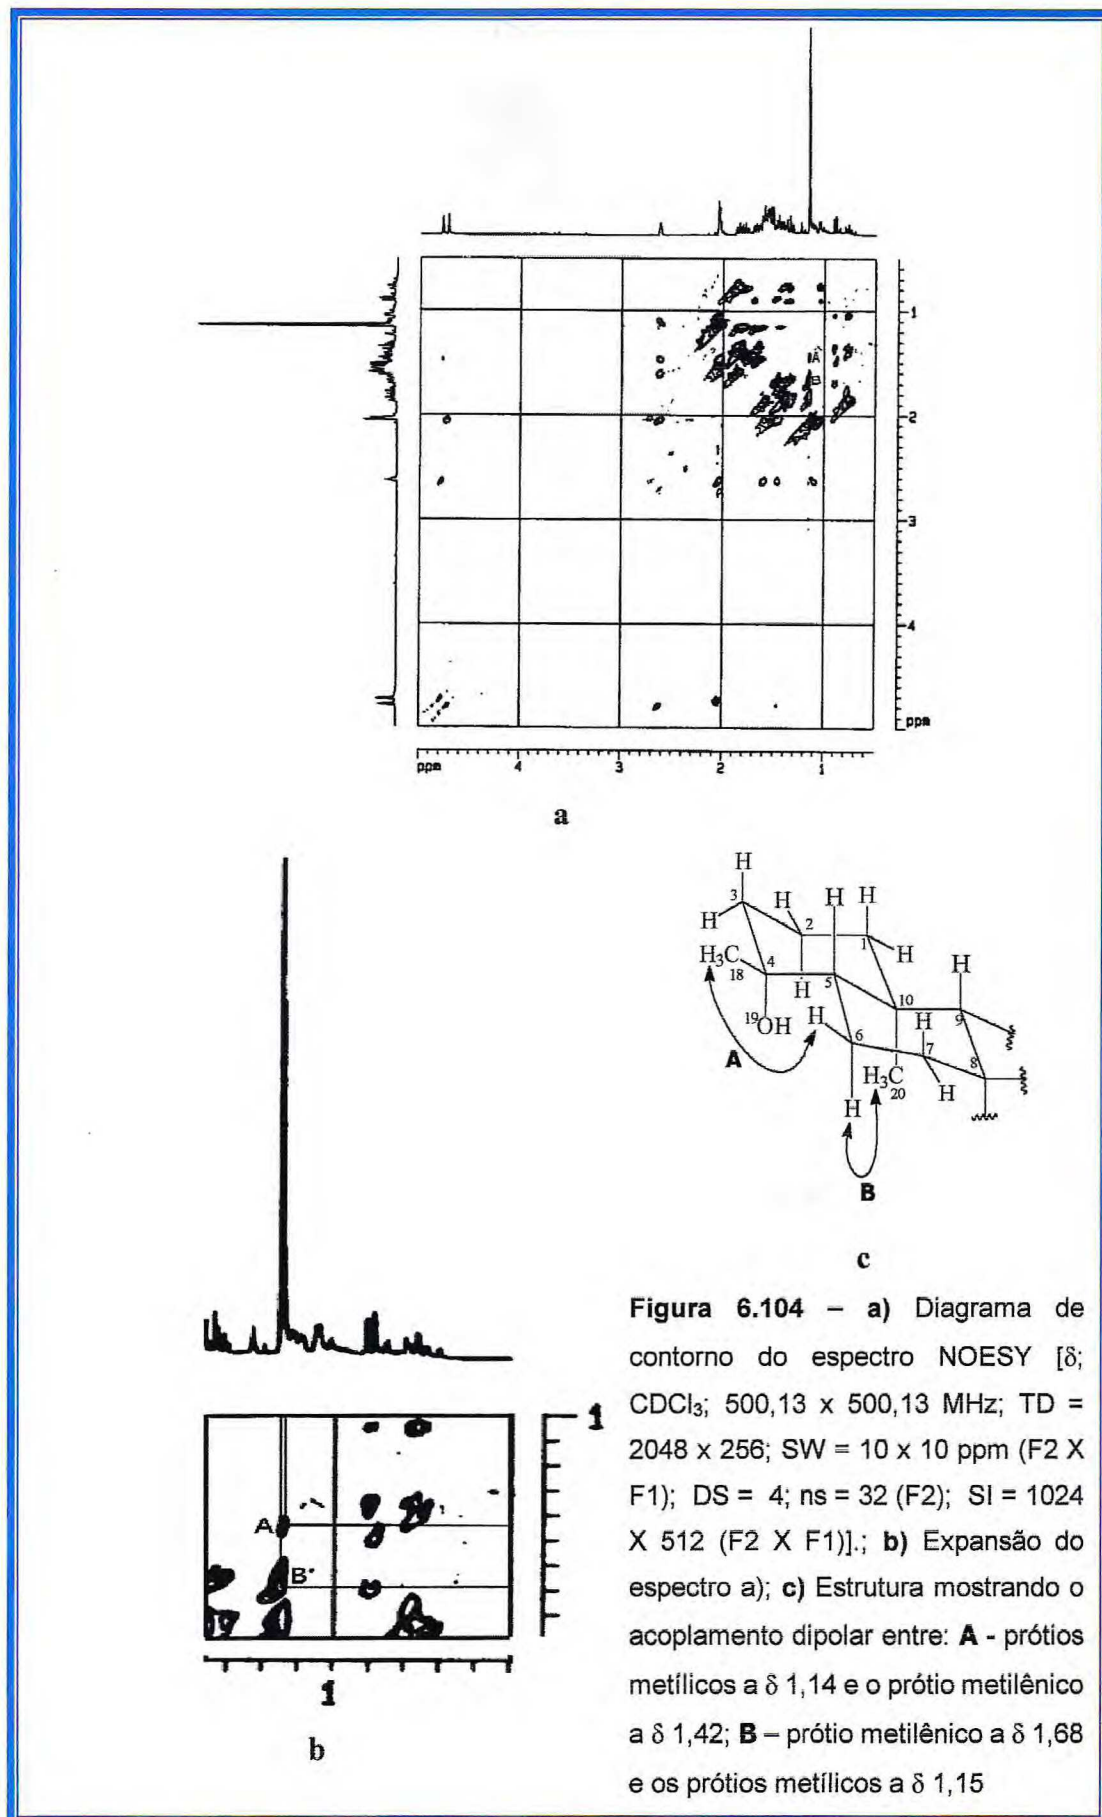 1
2
3
4
ppm
ppm 4 3 2 1
A
B
a
H
3
H
H
2
H
H
1
H
H₃C
18
4
5
H
10
H
9
19
OH
H
6
H
7
8
H₃C
20
H
H
A
B
c
1
A
B
1
b
Figura 6.104 – a) Diagrama de
contorno do espectro NOESY [δ;
CDCl₃; 500,13 x 500,13 MHz; TD =
2048 x 256; SW = 10 x 10 ppm (F2 X
F1); DS = 4; ns = 32 (F2); SI = 1024
X 512 (F2 X F1)].; b) Expansão do
espectro a); c) Estrutura mostrando o
acoplamento dipolar entre: A - prótios
metílicos a δ 1,14 e o prótio metilênico
a δ 1,42; B – prótio metilênico a δ 1,68
e os prótios metílicos a δ 1,15